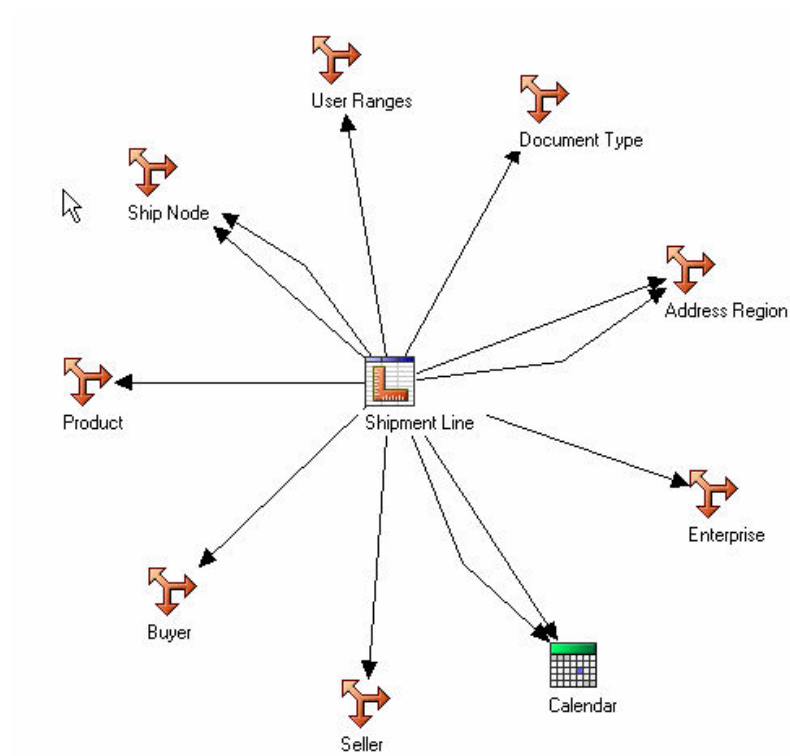 User Ranges
Document Type
Ship Node
Address Region
Product
Shipment Line
Enterprise
Buyer
Calendar
Seller